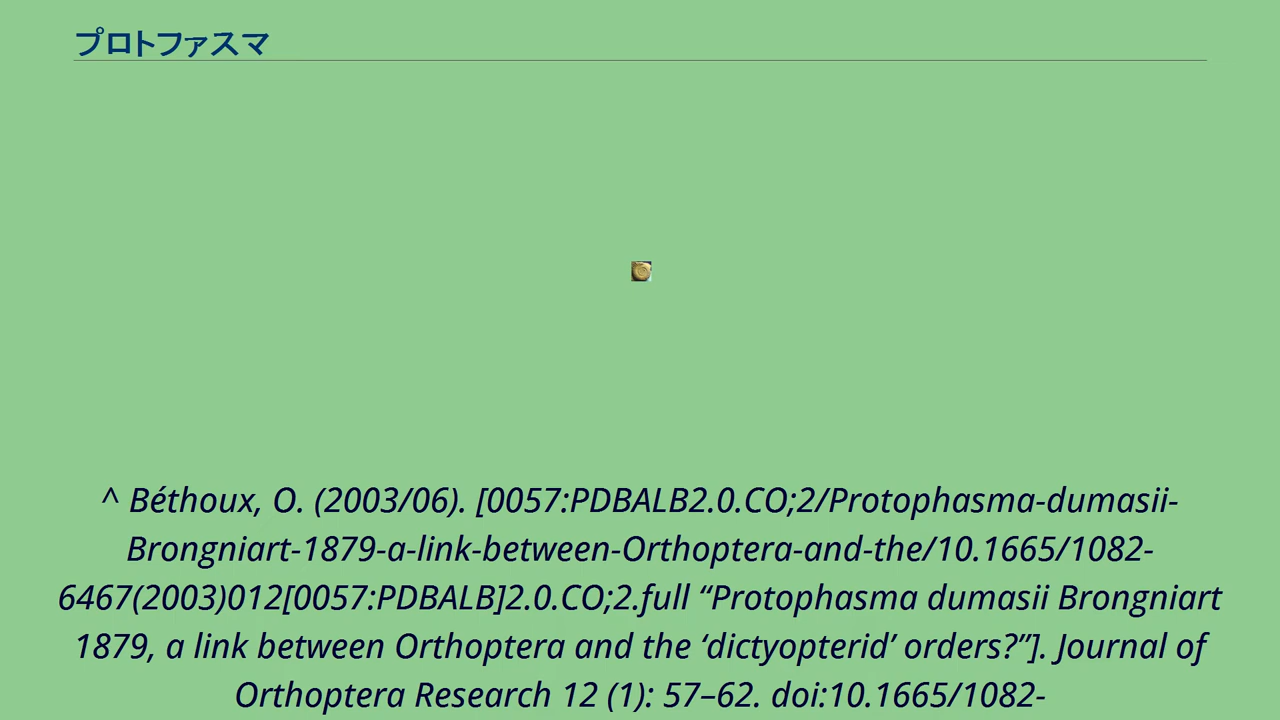 プロトファスマ
^ Béthoux, O. (2003/06). [0057:PDBALB2.0.CO;2/Protophasma-dumasii-
Brongniart-1879-a-link-between-Orthoptera-and-the/10.1665/1082-
6467(2003)012[0057:PDBALB]2.0.CO;2.full “Protophasma dumasii Brongniart
1879, a link between Orthoptera and the ‘dictyopterid’ orders?”]. Journal of
Orthoptera Research 12 (1): 57–62. doi:10.1665/1082-